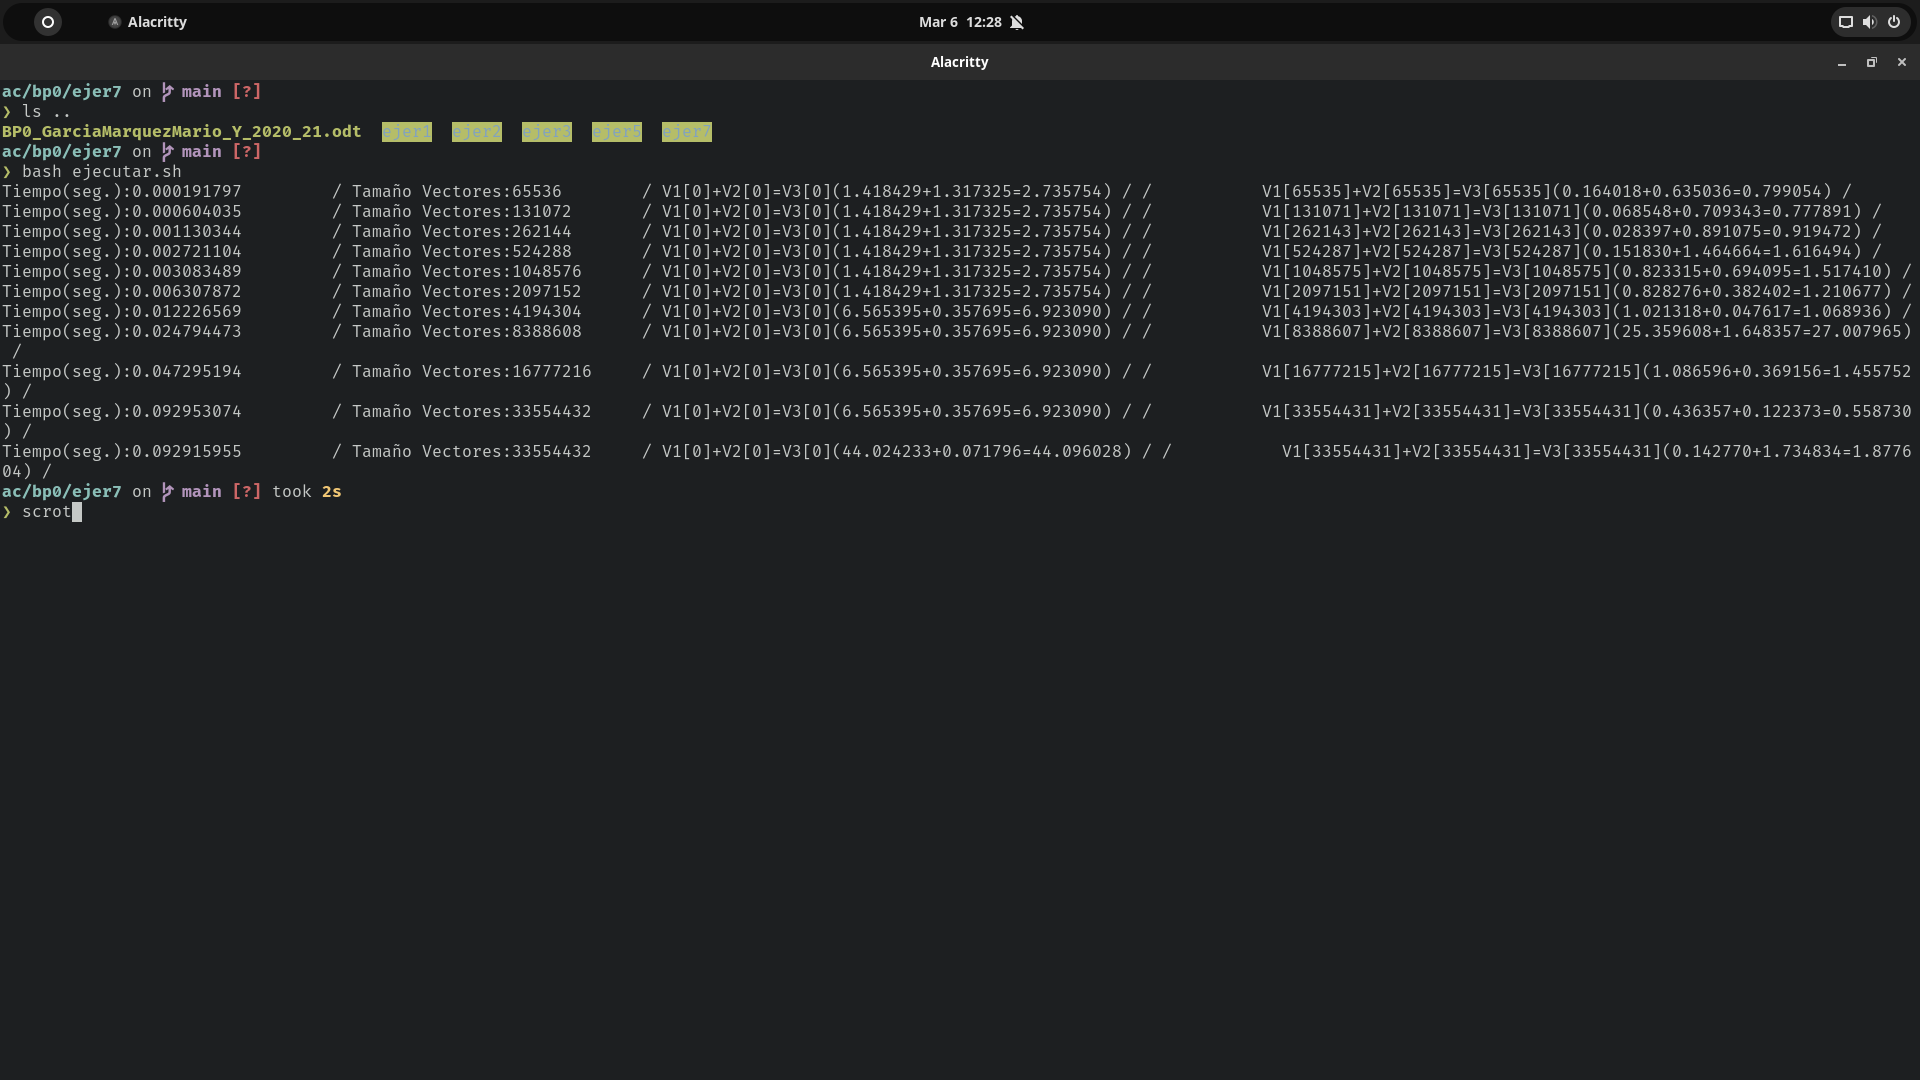 Alacritty
Mar 6 12:28
Alacritty
ac/bp0/ejer7 on main [?]
❯ ls ..
BP0_GarciaMarquezMario_Y_2020_21.odt ejer1 ejer2 ejer3 ejer5 ejer7
ac/bp0/ejer7 on main [?]
❯ bash ejecutar.sh
Tiempo(seg.):0.000191797 / Tamaño Vectores:65536 / V1[0]+V2[0]=V3[0](1.418429+1.317325=2.735754) / / V1[65535]+V2[65535]=V3[65535](0.164018+0.635036=0.799054) /
Tiempo(seg.):0.000604035 / Tamaño Vectores:131072 / V1[0]+V2[0]=V3[0](1.418429+1.317325=2.735754) / / V1[131071]+V2[131071]=V3[131071](0.068548+0.709343=0.777891) /
Tiempo(seg.):0.001130344 / Tamaño Vectores:262144 / V1[0]+V2[0]=V3[0](1.418429+1.317325=2.735754) / / V1[262143]+V2[262143]=V3[262143](0.028397+0.891075=0.919472) /
Tiempo(seg.):0.002721104 / Tamaño Vectores:524288 / V1[0]+V2[0]=V3[0](1.418429+1.317325=2.735754) / / V1[524287]+V2[524287]=V3[524287](0.151830+1.464664=1.616494) /
Tiempo(seg.):0.003083489 / Tamaño Vectores:1048576 / V1[0]+V2[0]=V3[0](1.418429+1.317325=2.735754) / / V1[1048575]+V2[1048575]=V3[1048575](0.823315+0.694095=1.517410) /
Tiempo(seg.):0.006307872 / Tamaño Vectores:2097152 / V1[0]+V2[0]=V3[0](1.418429+1.317325=2.735754) / / V1[2097151]+V2[2097151]=V3[2097151](0.828276+0.382402=1.210677) /
Tiempo(seg.):0.012226569 / Tamaño Vectores:4194304 / V1[0]+V2[0]=V3[0](6.565395+0.357695=6.923090) / / V1[4194303]+V2[4194303]=V3[4194303](1.021318+0.047617=1.068936) /
Tiempo(seg.):0.024794473 / Tamaño Vectores:8388608 / V1[0]+V2[0]=V3[0](6.565395+0.357695=6.923090) / / V1[8388607]+V2[8388607]=V3[8388607](25.359608+1.648357=27.007965)
/
Tiempo(seg.):0.047295194 / Tamaño Vectores:16777216 / V1[0]+V2[0]=V3[0](6.565395+0.357695=6.923090) / / V1[16777215]+V2[16777215]=V3[16777215](1.086596+0.369156=1.455752
) /
Tiempo(seg.):0.092953074 / Tamaño Vectores:33554432 / V1[0]+V2[0]=V3[0](6.565395+0.357695=6.923090) / / V1[33554431]+V2[33554431]=V3[33554431](0.436357+0.122373=0.558730
) /
Tiempo(seg.):0.092915955 / Tamaño Vectores:33554432 / V1[0]+V2[0]=V3[0](44.024233+0.071796=44.096028) / / V1[33554431]+V2[33554431]=V3[33554431](0.142770+1.734834=1.8776
04) /
ac/bp0/ejer7 on main [?] took 2s
❯ scrot